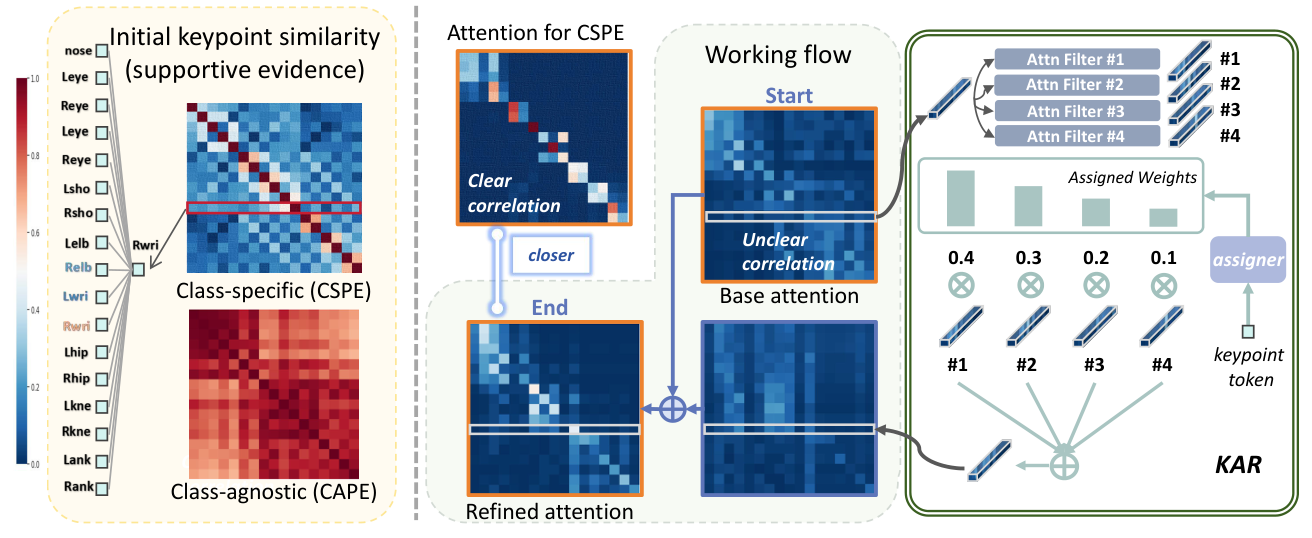 Initial keypoint similarity
(supportive evidence)
nose
Leye
Reye
Leye
Reye
Lsho
Rsho
Lelb
Relb
Lwri
Rwri
Lhip
Rhip
Lkne
Rkne
Lank
Rank
Rwri
1.0
0.8
0.6
0.4
0.2
0.0
Class-specific (CSPE)
Class-agnostic (CAPE)
Attention for CSPE
Clear
correlation
closer
Working flow
Start
Unclear
correlation
Base attention
End
Refined attention
Attn Filter #1
Attn Filter #2
Attn Filter #3
Attn Filter #4
#1
#2
#3
#4
Assigned Weights
0.4
0.3
0.2
0.1
assigner
#1
#2
#3
#4
keypoint
token
KAR